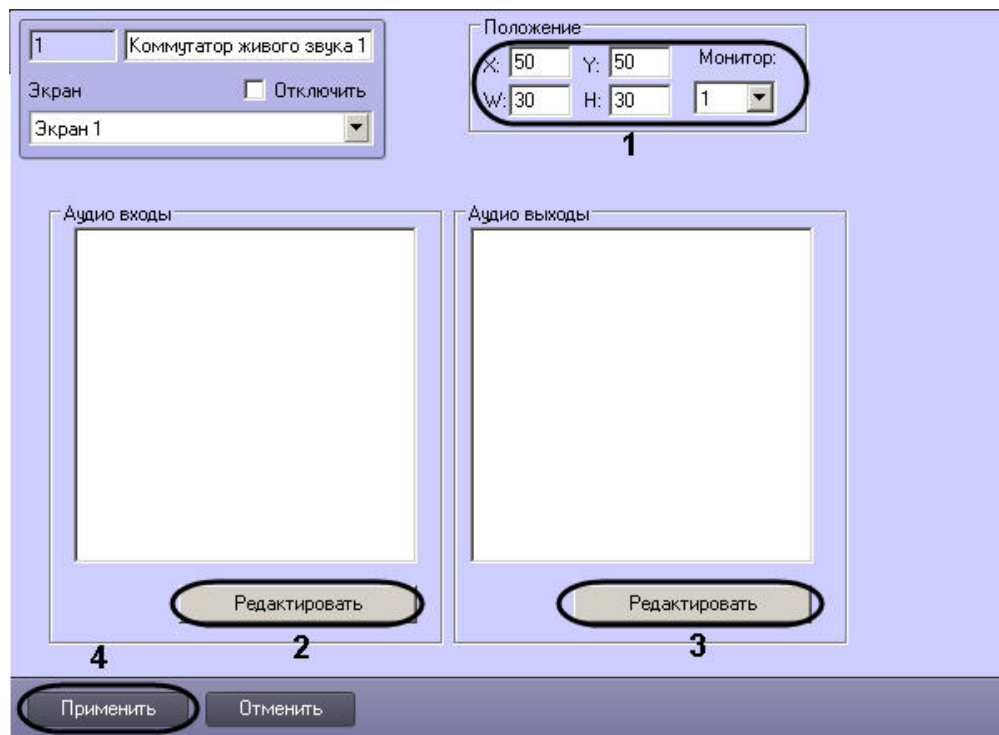 1 Коммутатор живого звука 1
Экран Отключить
Экран 1
Положение
X: 50 Y: 50 Монитор:
W: 30 H: 30 1
1
Аудио входы Аудио выходы
Редактировать Редактировать
2 3
4
Применить Отменить